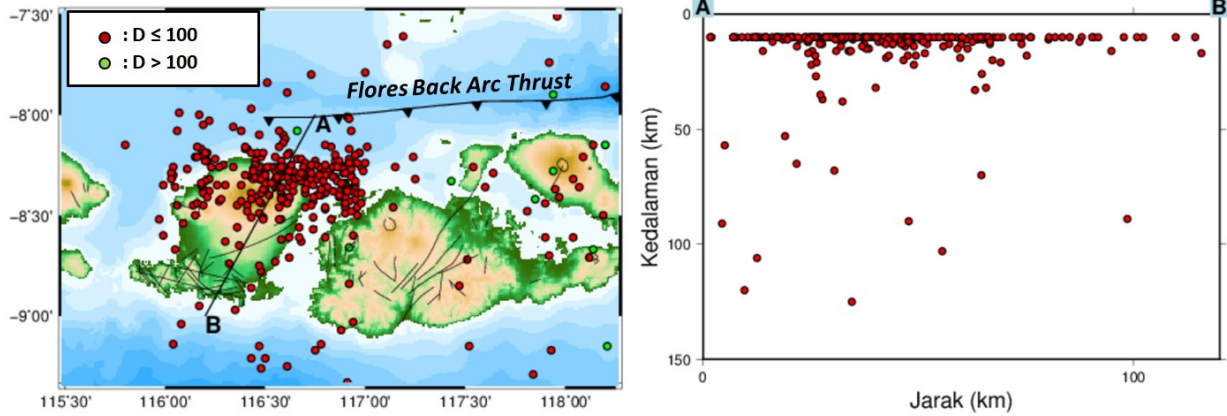 : D ≤ 100
: D > 100
Flores Back Arc Thrust
A
B
−7°30'
−8°00'
−8°30'
−9°00'
115°30'
116°00'
116°30'
117°00'
117°30'
118°00'
A
B
0
50
100
150
Kedalaman (km)
0
100
Jarak (km)